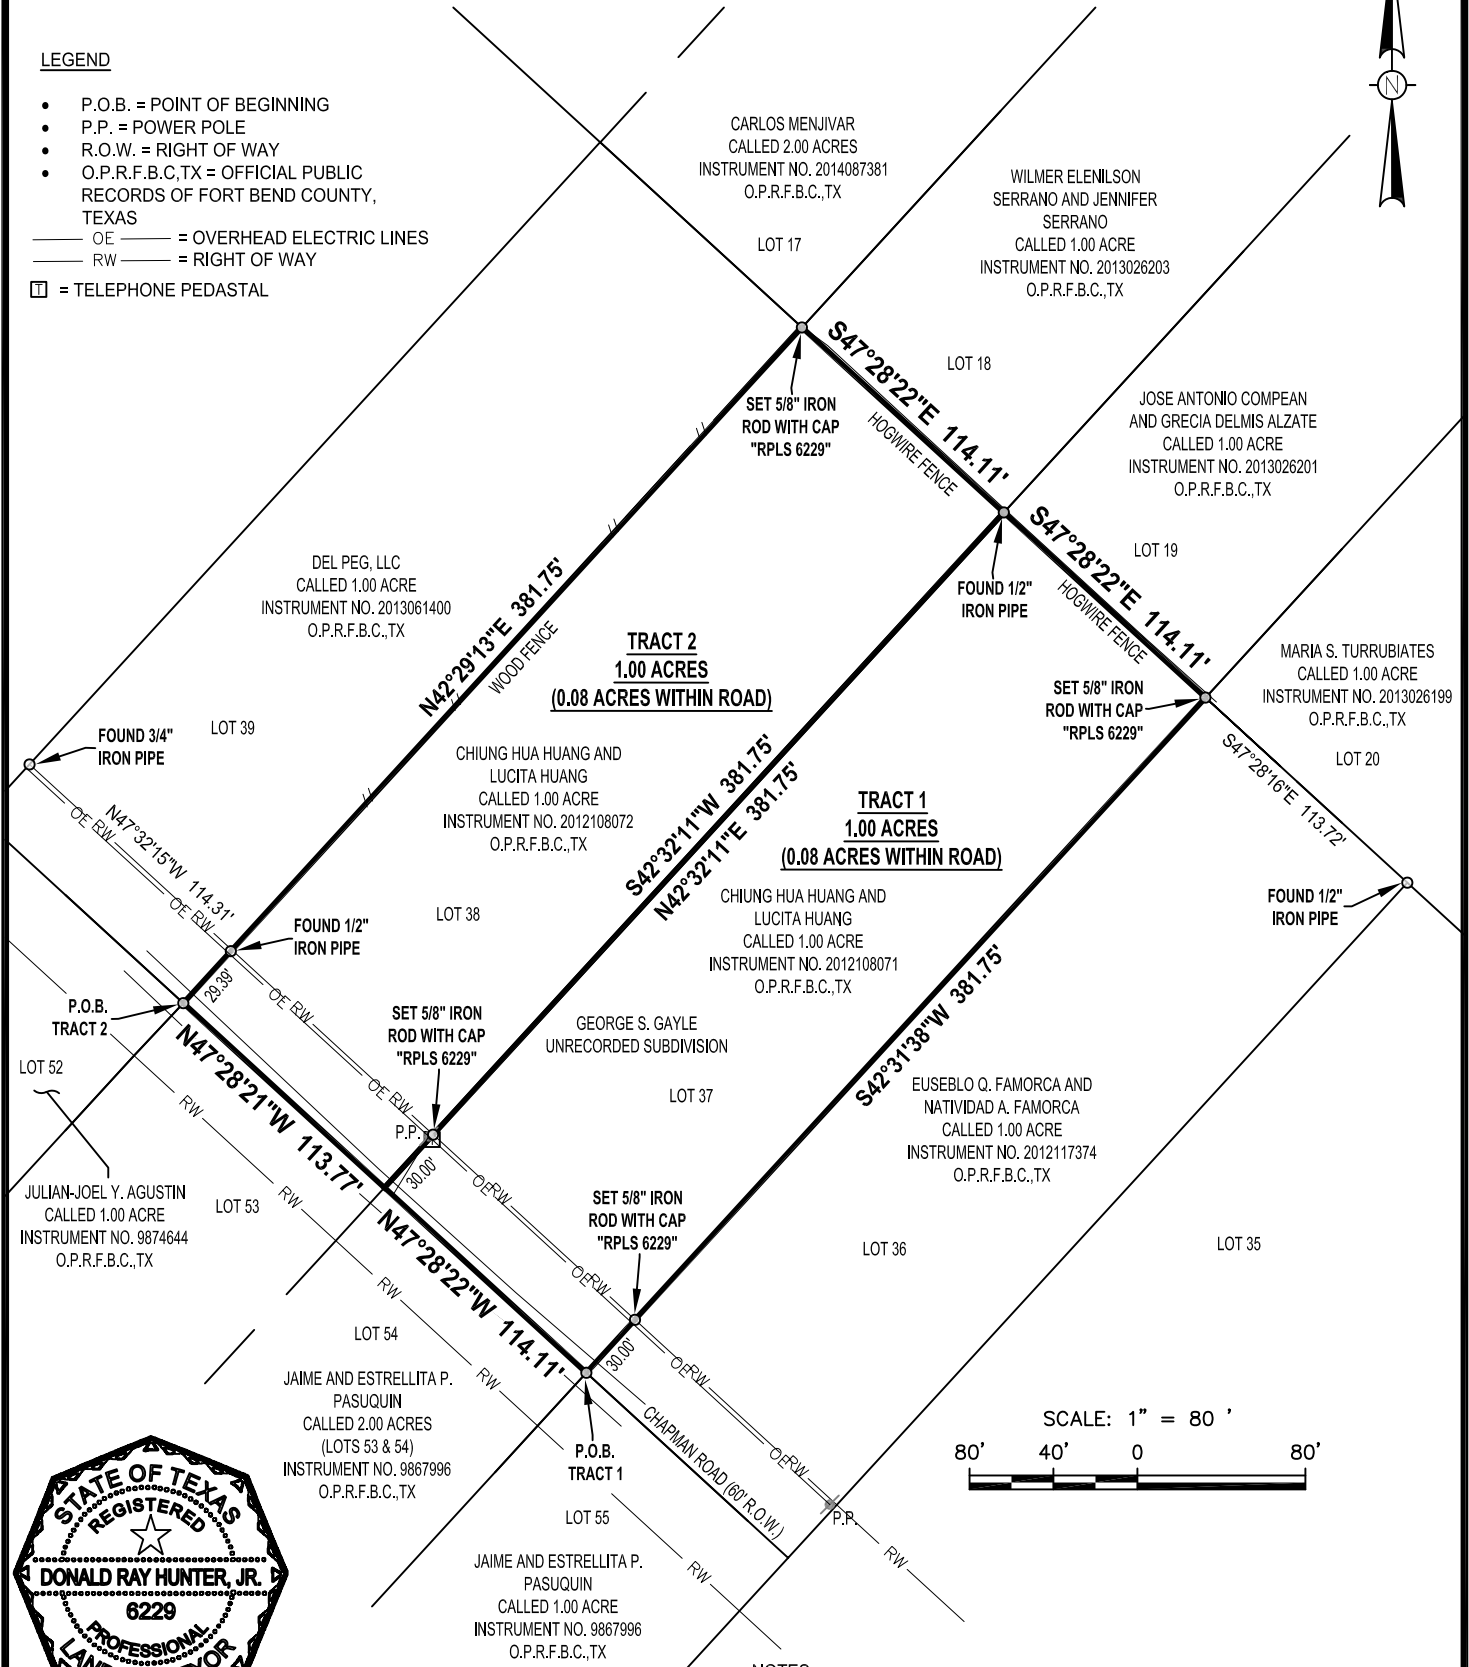 LEGEND
• P.O.B. = POINT OF BEGINNING
• P.P. = POWER POLE
• R.O.W. = RIGHT OF WAY
• O.P.R.F.B.C,TX = OFFICIAL PUBLIC
RECORDS OF FORT BEND COUNTY,
TEXAS
OE = OVERHEAD ELECTRIC LINES
RW = RIGHT OF WAY
T = TELEPHONE PEDASTAL
N
CARLOS MENJIVAR
CALLED 2.00 ACRES
INSTRUMENT NO. 2014087381
O.P.R.F.B.C.,TX
LOT 17
WILMER ELENILSON
SERRANO AND JENNIFER
SERRANO
CALLED 1.00 ACRE
INSTRUMENT NO. 2013026203
O.P.R.F.B.C.,TX
LOT 18
S47°28'22"E 114.11'
HOGWIRE FENCE
SET 5/8" IRON
ROD WITH CAP
"RPLS 6229"
JOSE ANTONIO COMPEAN
AND GRECIA DELMIS ALZATE
CALLED 1.00 ACRE
INSTRUMENT NO. 2013026201
O.P.R.F.B.C.,TX
LOT 19
S47°28'22"E 114.11'
HOGWIRE FENCE
FOUND 1/2"
IRON PIPE
DEL PEG, LLC
CALLED 1.00 ACRE
INSTRUMENT NO. 2013061400
O.P.R.F.B.C.,TX
N42°29'13"E 381.75'
WOOD FENCE
TRACT 2
1.00 ACRES
(0.08 ACRES WITHIN ROAD)
MARIA S. TURRUBIATES
CALLED 1.00 ACRE
INSTRUMENT NO. 2013026199
O.P.R.F.B.C.,TX
LOT 20
SET 5/8" IRON
ROD WITH CAP
"RPLS 6229"
S47°28'16"E 113.72'
FOUND 3/4"
IRON PIPE
LOT 39
CHIUNG HUA HUANG AND
LUCITA HUANG
CALLED 1.00 ACRE
INSTRUMENT NO. 2012108072
O.P.R.F.B.C.,TX
S42°32'11"W 381.75'
N42°32'11"E 381.75'
TRACT 1
1.00 ACRES
(0.08 ACRES WITHIN ROAD)
N47°32'15"W 114.31'
OE RW
OE RW
LOT 38
FOUND 1/2"
IRON PIPE
CHIUNG HUA HUANG AND
LUCITA HUANG
CALLED 1.00 ACRE
INSTRUMENT NO. 2012108071
O.P.R.F.B.C.,TX
FOUND 1/2"
IRON PIPE
S42°31'38"W 381.75'
29.39'
OE RW
P.O.B.
TRACT 2
SET 5/8" IRON
ROD WITH CAP
"RPLS 6229"
GEORGE S. GAYLE
UNRECORDED SUBDIVISION
LOT 37
LOT 52
N47°28'21"W 113.77'
OE RW
RW
P.P.
30.00'
EUSEBLO Q. FAMORCA AND
NATIVIDAD A. FAMORCA
CALLED 1.00 ACRE
INSTRUMENT NO. 2012117374
O.P.R.F.B.C.,TX
JULIAN-JOEL Y. AGUSTIN
CALLED 1.00 ACRE
INSTRUMENT NO. 9874644
O.P.R.F.B.C.,TX
LOT 53
RW
OERW
SET 5/8" IRON
ROD WITH CAP
"RPLS 6229"
LOT 36
LOT 35
N47°28'22"W 114.11'
RW
OERW
LOT 54
30.00'
OERW
RW
JAIME AND ESTRELLITA P.
PASUQUIN
CALLED 2.00 ACRES
(LOTS 53 & 54)
INSTRUMENT NO. 9867996
O.P.R.F.B.C.,TX
P.O.B.
TRACT 1
CHAPMAN ROAD (60' R.O.W.)
OERW
P.P.
RW
SCALE: 1" = 80 '
80' 40' 0 80'
LOT 55
JAIME AND ESTRELLITA P.
PASUQUIN
CALLED 1.00 ACRE
INSTRUMENT NO. 9867996
O.P.R.F.B.C.,TX
RW
STATE OF TEXAS
REGISTERED
DONALD RAY HUNTER, JR.
6229
PROFESSIONAL